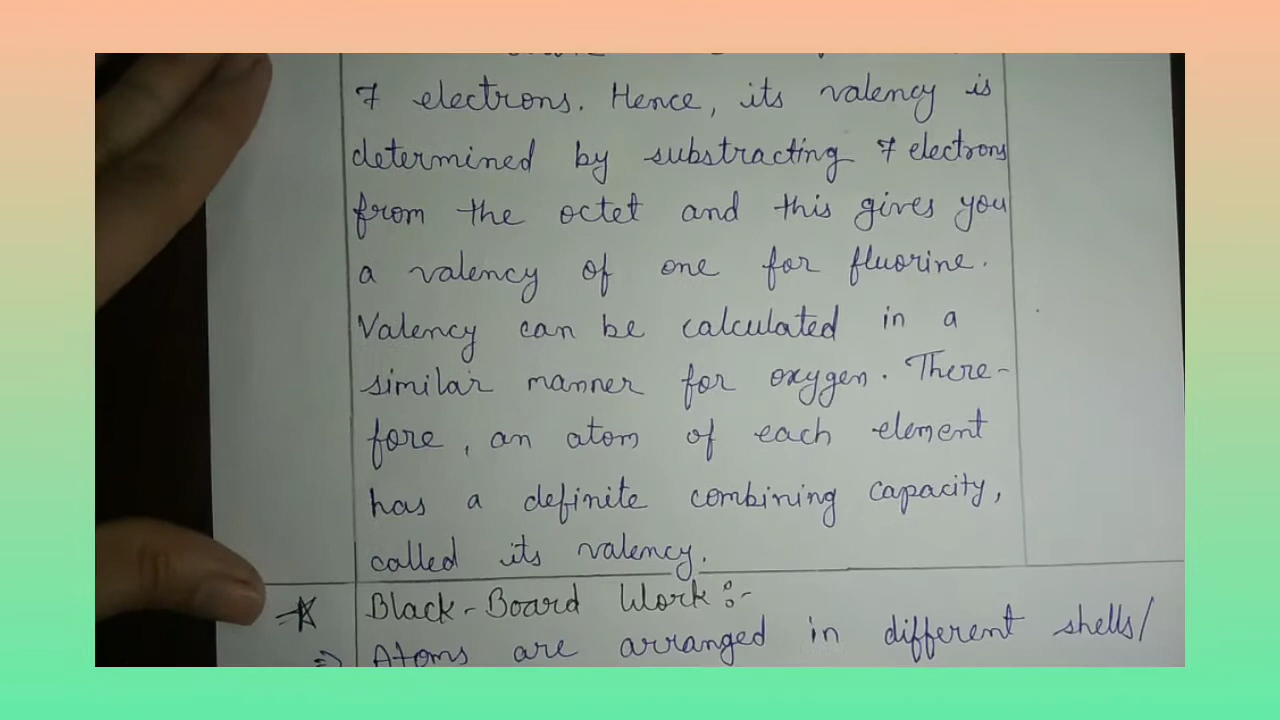 7 electrons. Hence, its valency is
determined by substracting 7 electrons
from the octet and this gives you
a valency of one for fluorine.
Valency can be calculated in a
similar manner for oxygen. There-
fore, an atom of each element
has a definite combining capacity,
called its valency.
Black-Board Work :-
⇒ Atoms are arranged in different shells/